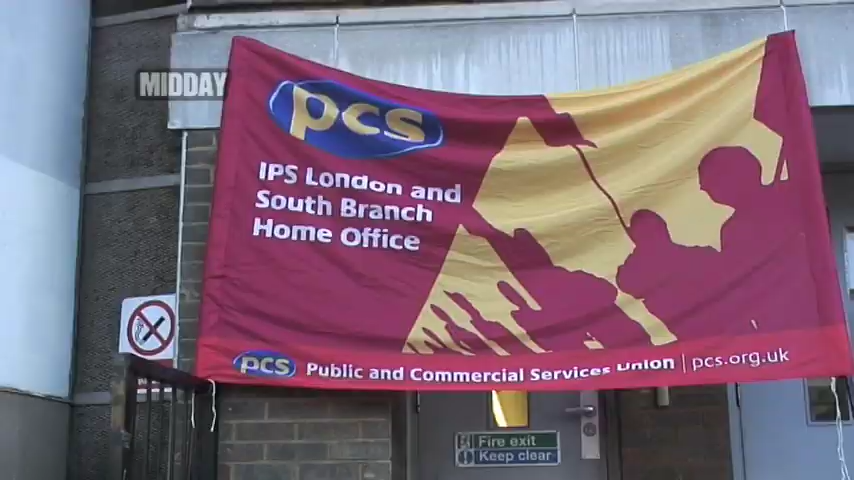 MIDDAY
pcs
IPS London and
South Branch
Home Office
pcs Public and Commercial Services Union | pcs.org.uk
Fire exit
Keep clear